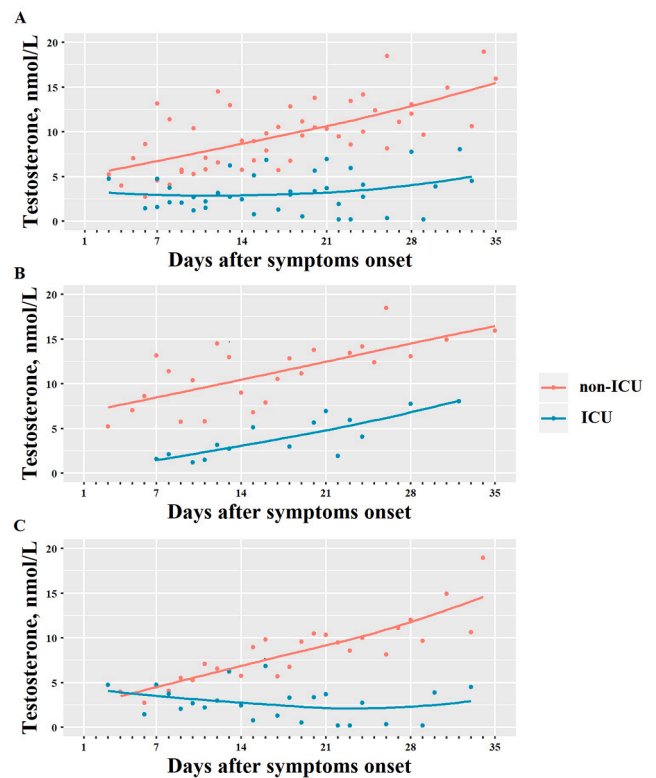 A
Testosterone, nmol/L
20
15
10
5
0
1 7 14 21 28 35
Days after symptoms onset
B
Testosterone, nmol/L
20
15
10
5
0
1 7 14 21 28 35
Days after symptoms onset
non-ICU
ICU
C
Testosterone, nmol/L
20
15
10
5
0
1 7 14 21 28 35
Days after symptoms onset